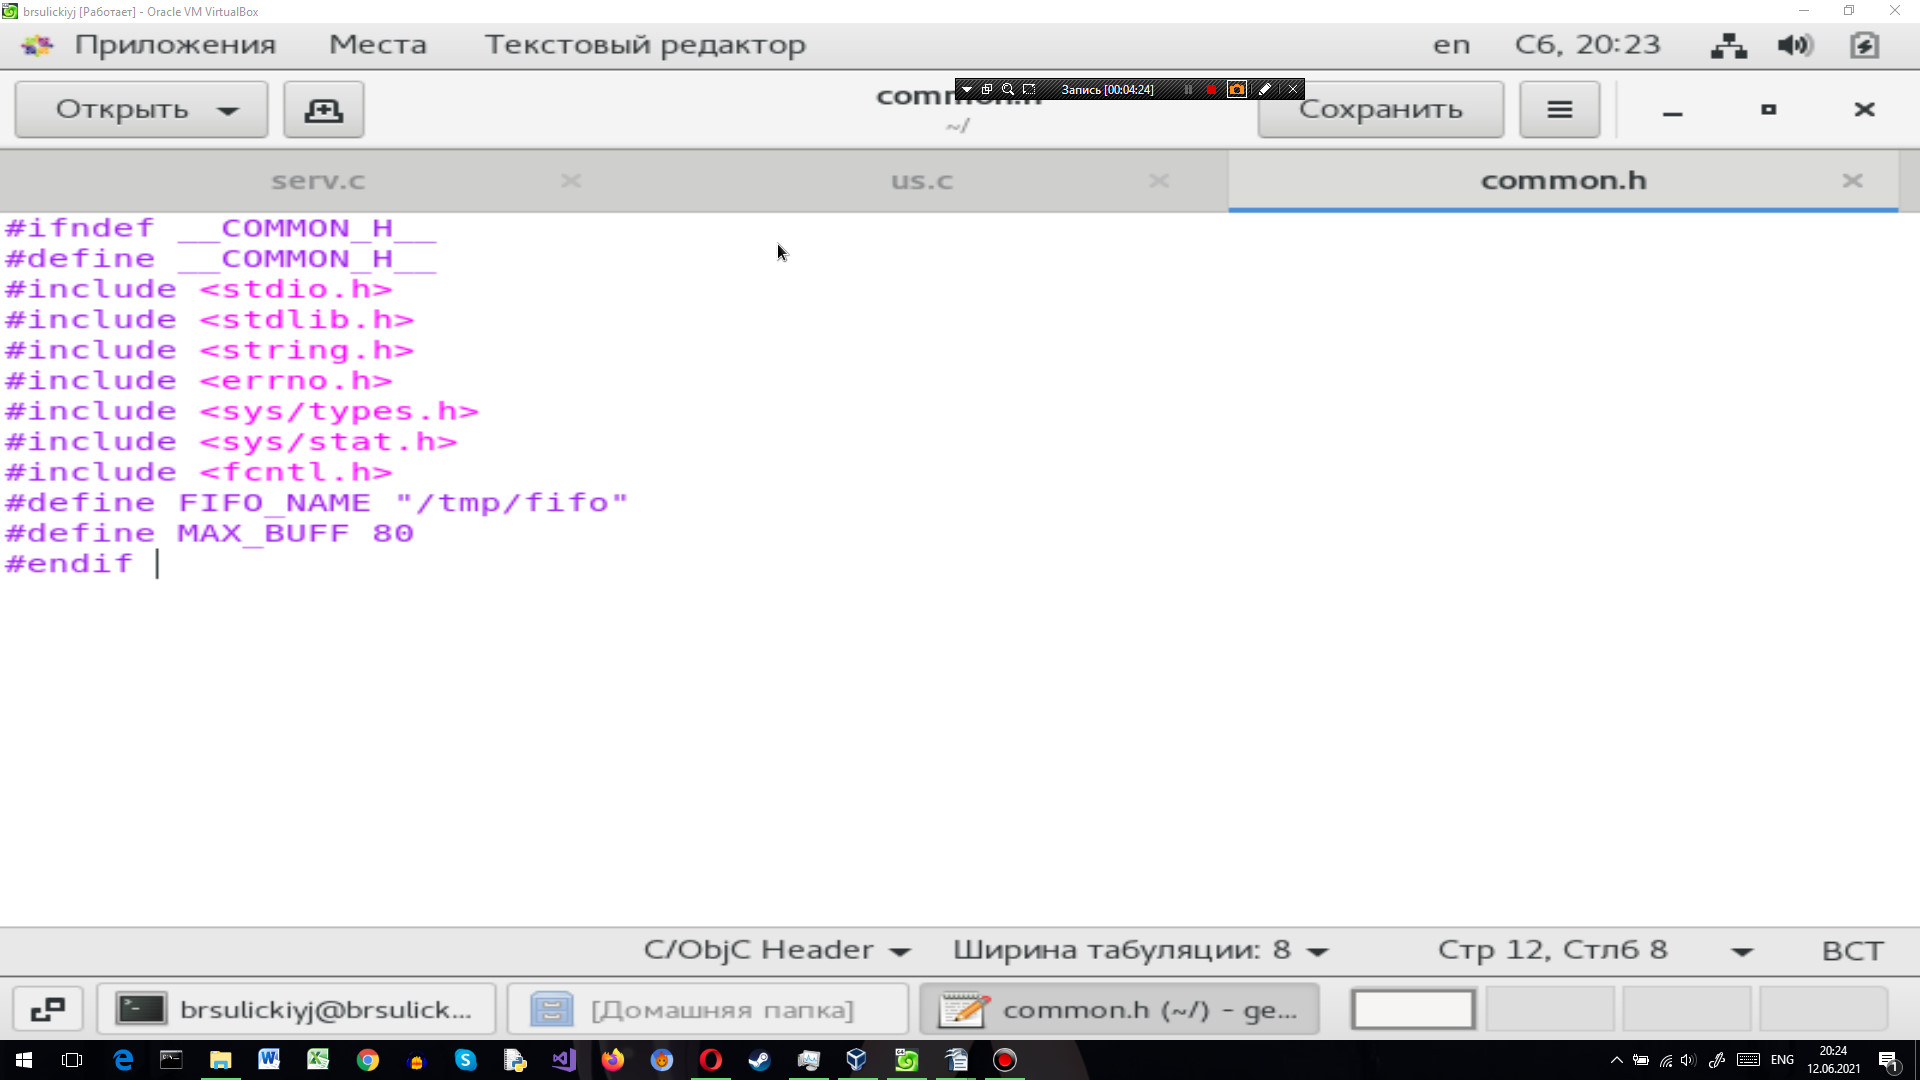 brsulickiyj [Работает] - Oracle VM VirtualBox
Приложения Места Текстовый редактор en Сб, 20:23
Открыть common.h Запись [00:04:24] Сохранить
~/
serv.c us.c common.h
#ifndef __COMMON_H__
#define __COMMON_H__
#include <stdio.h>
#include <stdlib.h>
#include <string.h>
#include <errno.h>
#include <sys/types.h>
#include <sys/stat.h>
#include <fcntl.h>
#define FIFO_NAME "/tmp/fifo"
#define MAX_BUFF 80
#endif
C/ObjC Header Ширина табуляции: 8 Стр 12, Стлб 8 ВСТ
brsulickiyj@brsulick... [Домашняя папка] common.h (~/) - ge...
ENG 20:24
12.06.2021
1